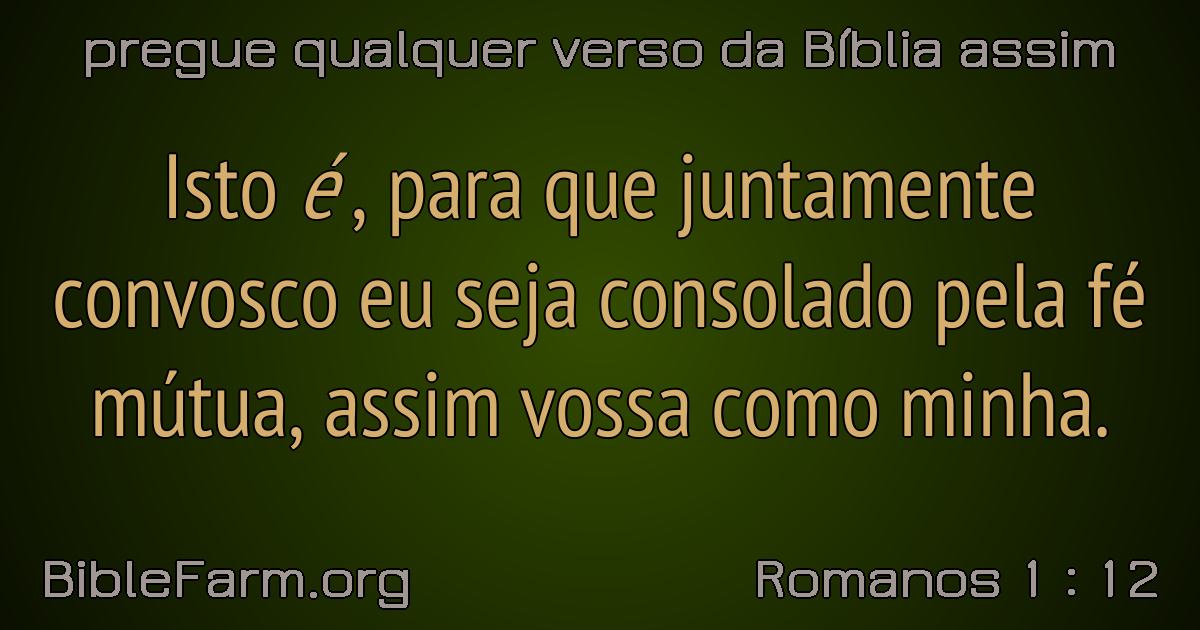 pregue qualquer verso da Bíblia assim
Isto é, para que juntamente
convosco eu seja consolado pela fé
mútua, assim vossa como minha.
BibleFarm.org
Romanos 1 : 12